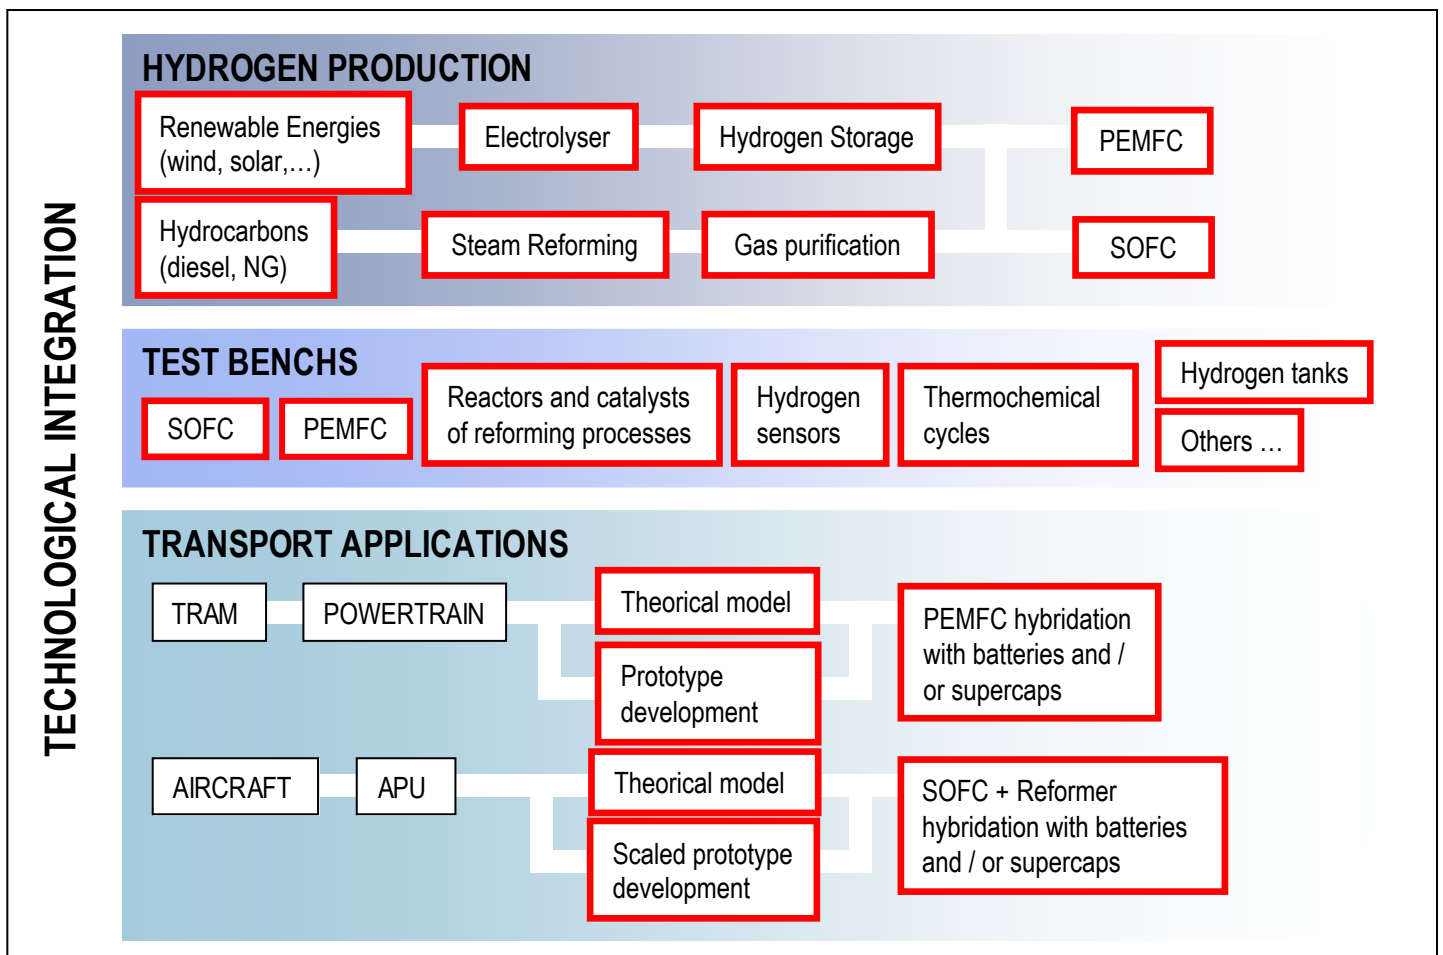 TECHNOLOGICAL INTEGRATION
HYDROGEN PRODUCTION
Renewable Energies
(wind, solar,…)
Electrolyser
Hydrogen Storage
PEMFC
Hydrocarbons
(diesel, NG)
Steam Reforming
Gas purification
SOFC
TEST BENCHS
SOFC
PEMFC
Reactors and catalysts
of reforming processes
Hydrogen
sensors
Thermochemical
cycles
Hydrogen tanks
Others …
TRANSPORT APPLICATIONS
TRAM
POWERTRAIN
Theorical model
Prototype
development
PEMFC hybridation
with batteries and /
or supercaps
AIRCRAFT
APU
Theorical model
Scaled prototype
development
SOFC + Reformer
hybridation with batteries
and / or supercaps